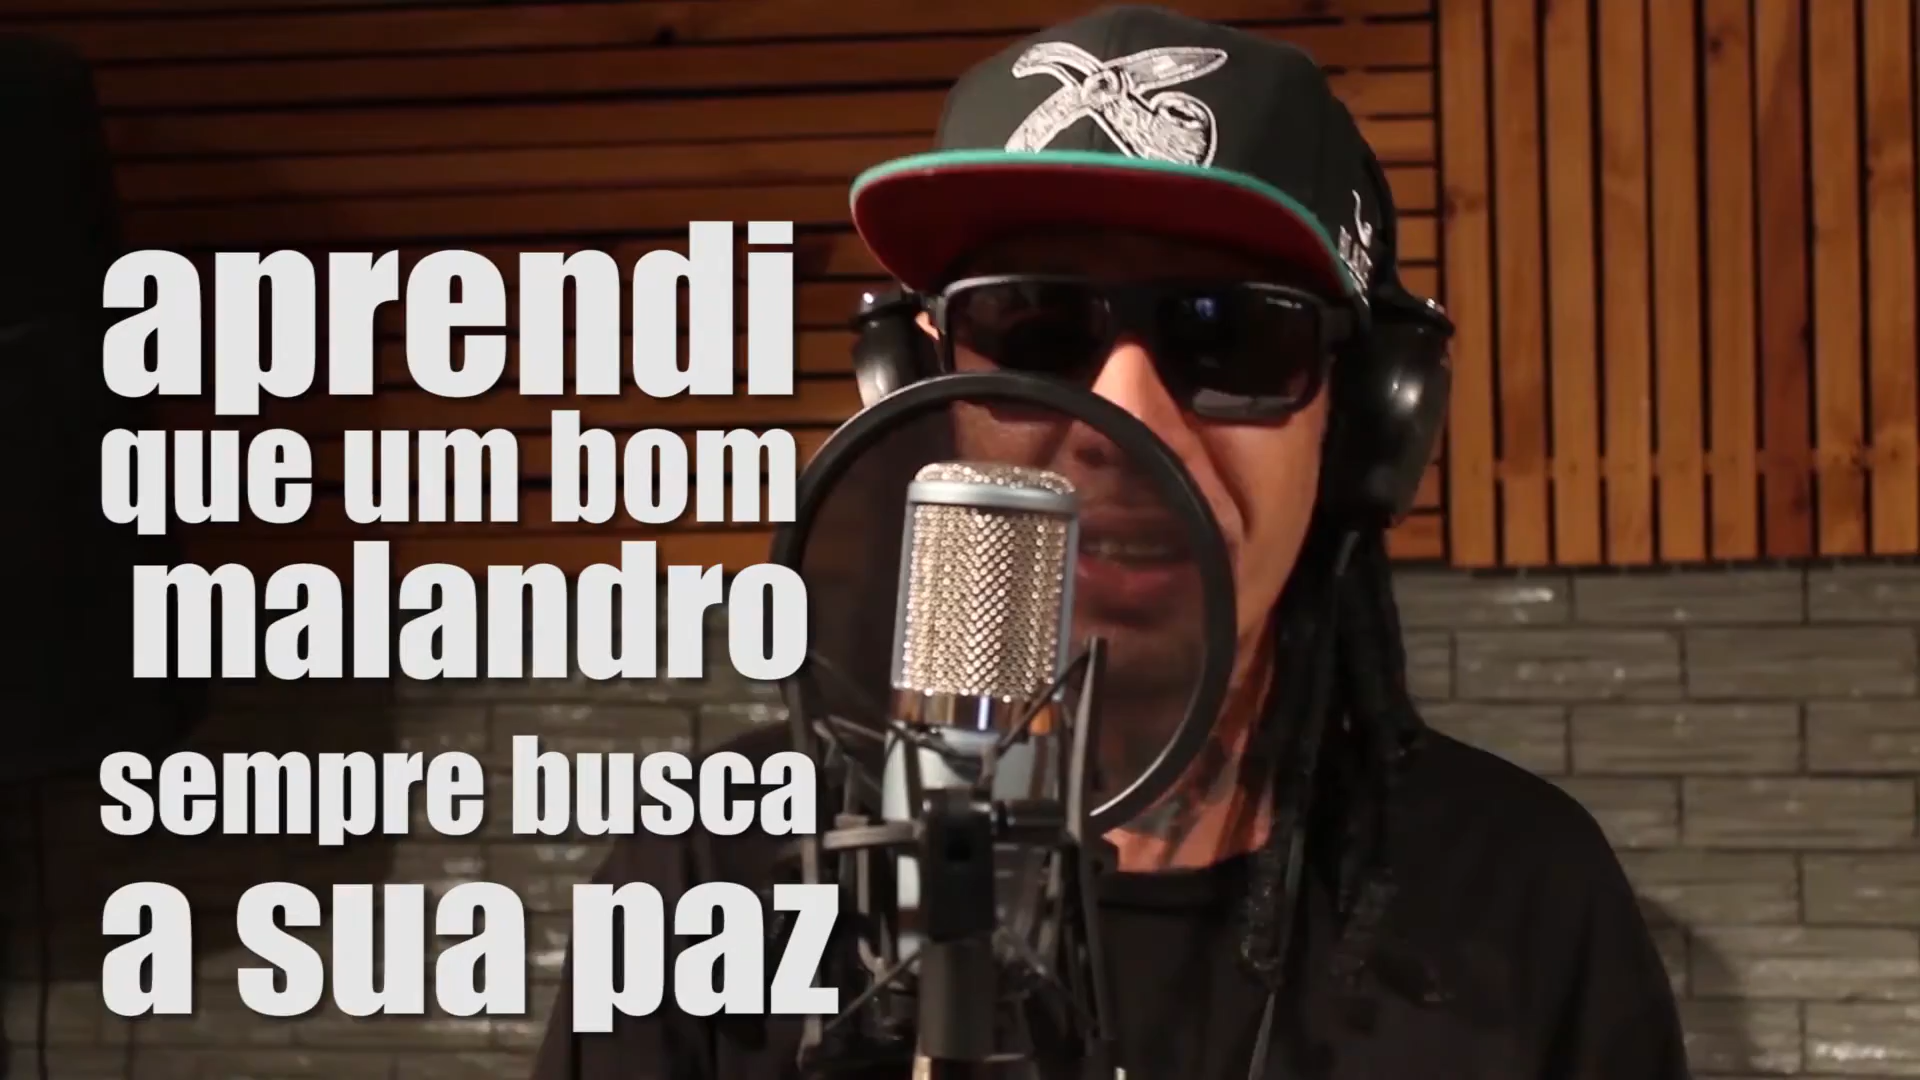 aprendi
que um bom
malandro
sempre busca
a sua paz